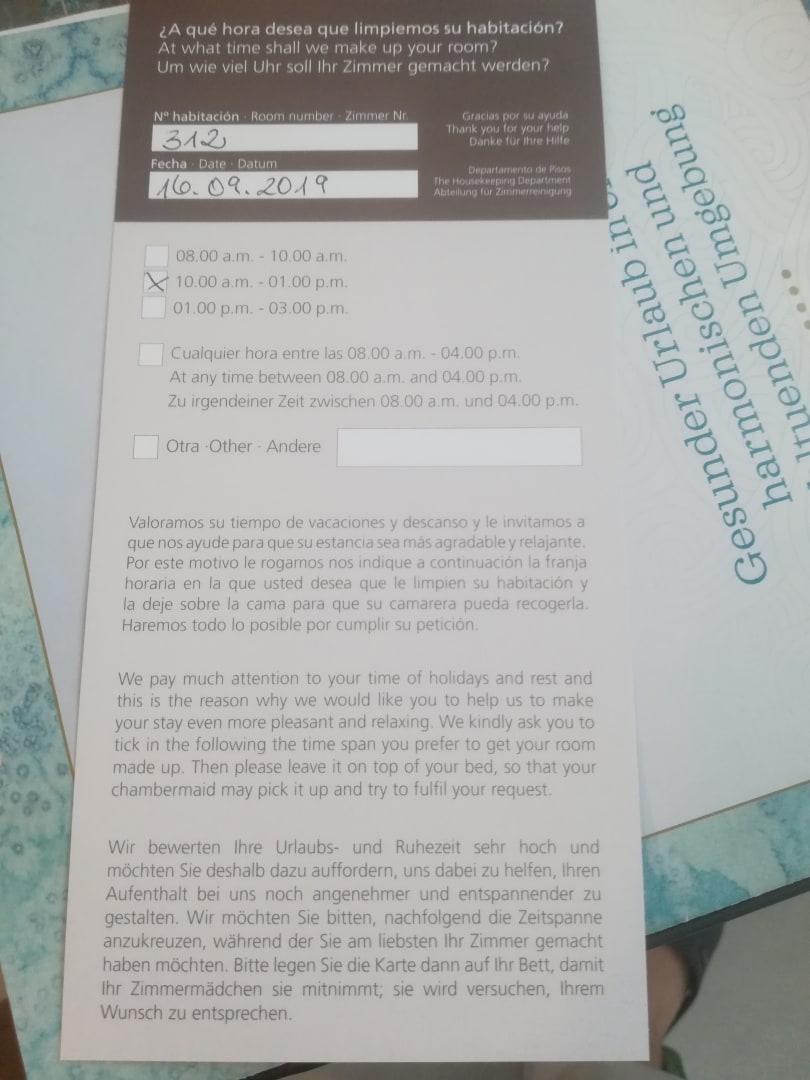 ¿A qué hora desea que limpiemos su habitación?
At what time shall we make up your room?
Um wie viel Uhr soll Ihr Zimmer gemacht werden?
Nº habitación · Room number · Zimmer Nr.
312
Fecha · Date · Datum
16.09.2019
Gracias por su ayuda
Thank you for your help
Danke für Ihre Hilfe
Departamento de Pisos
The Housekeeping Department
Abteilung für Zimmerreinigung
08.00 a.m. - 10.00 a.m.
10.00 a.m. - 01.00 p.m.
01.00 p.m. - 03.00 p.m.
Cualquier hora entre las 08.00 a.m. - 04.00 p.m.
At any time between 08.00 a.m. and 04.00 p.m.
Zu irgendeiner Zeit zwischen 08.00 a.m. und 04.00 p.m.
Otra ·Other · Andere
Valoramos su tiempo de vacaciones y descanso y le invitamos a
que nos ayude para que su estancia sea más agradable y relajante.
Por este motivo le rogamos nos indique a continuación la franja
horaria en la que usted desea que le limpien su habitación y
la deje sobre la cama para que su camarera pueda recogerla.
Haremos todo lo posible por cumplir su petición.
We pay much attention to your time of holidays and rest and
this is the reason why we would like you to help us to make
your stay even more pleasant and relaxing. We kindly ask you to
tick in the following the time span you prefer to get your room
made up. Then please leave it on top of your bed, so that your
chambermaid may pick it up and try to fulfil your request.
Wir bewerten Ihre Urlaubs- und Ruhezeit sehr hoch und
möchten Sie deshalb dazu auffordern, uns dabei zu helfen, Ihren
Aufenthalt bei uns noch angenehmer und entspannender zu
gestalten. Wir möchten Sie bitten, nachfolgend die Zeitspanne
anzukreuzen, während der Sie am liebsten Ihr Zimmer gemacht
haben möchten. Bitte legen Sie die Karte dann auf Ihr Bett, damit
Ihr Zimmermädchen sie mitnimmt; sie wird versuchen, Ihrem
Wunsch zu entsprechen.
Gesunder Urlaub in
harmonischen und
Umgebung